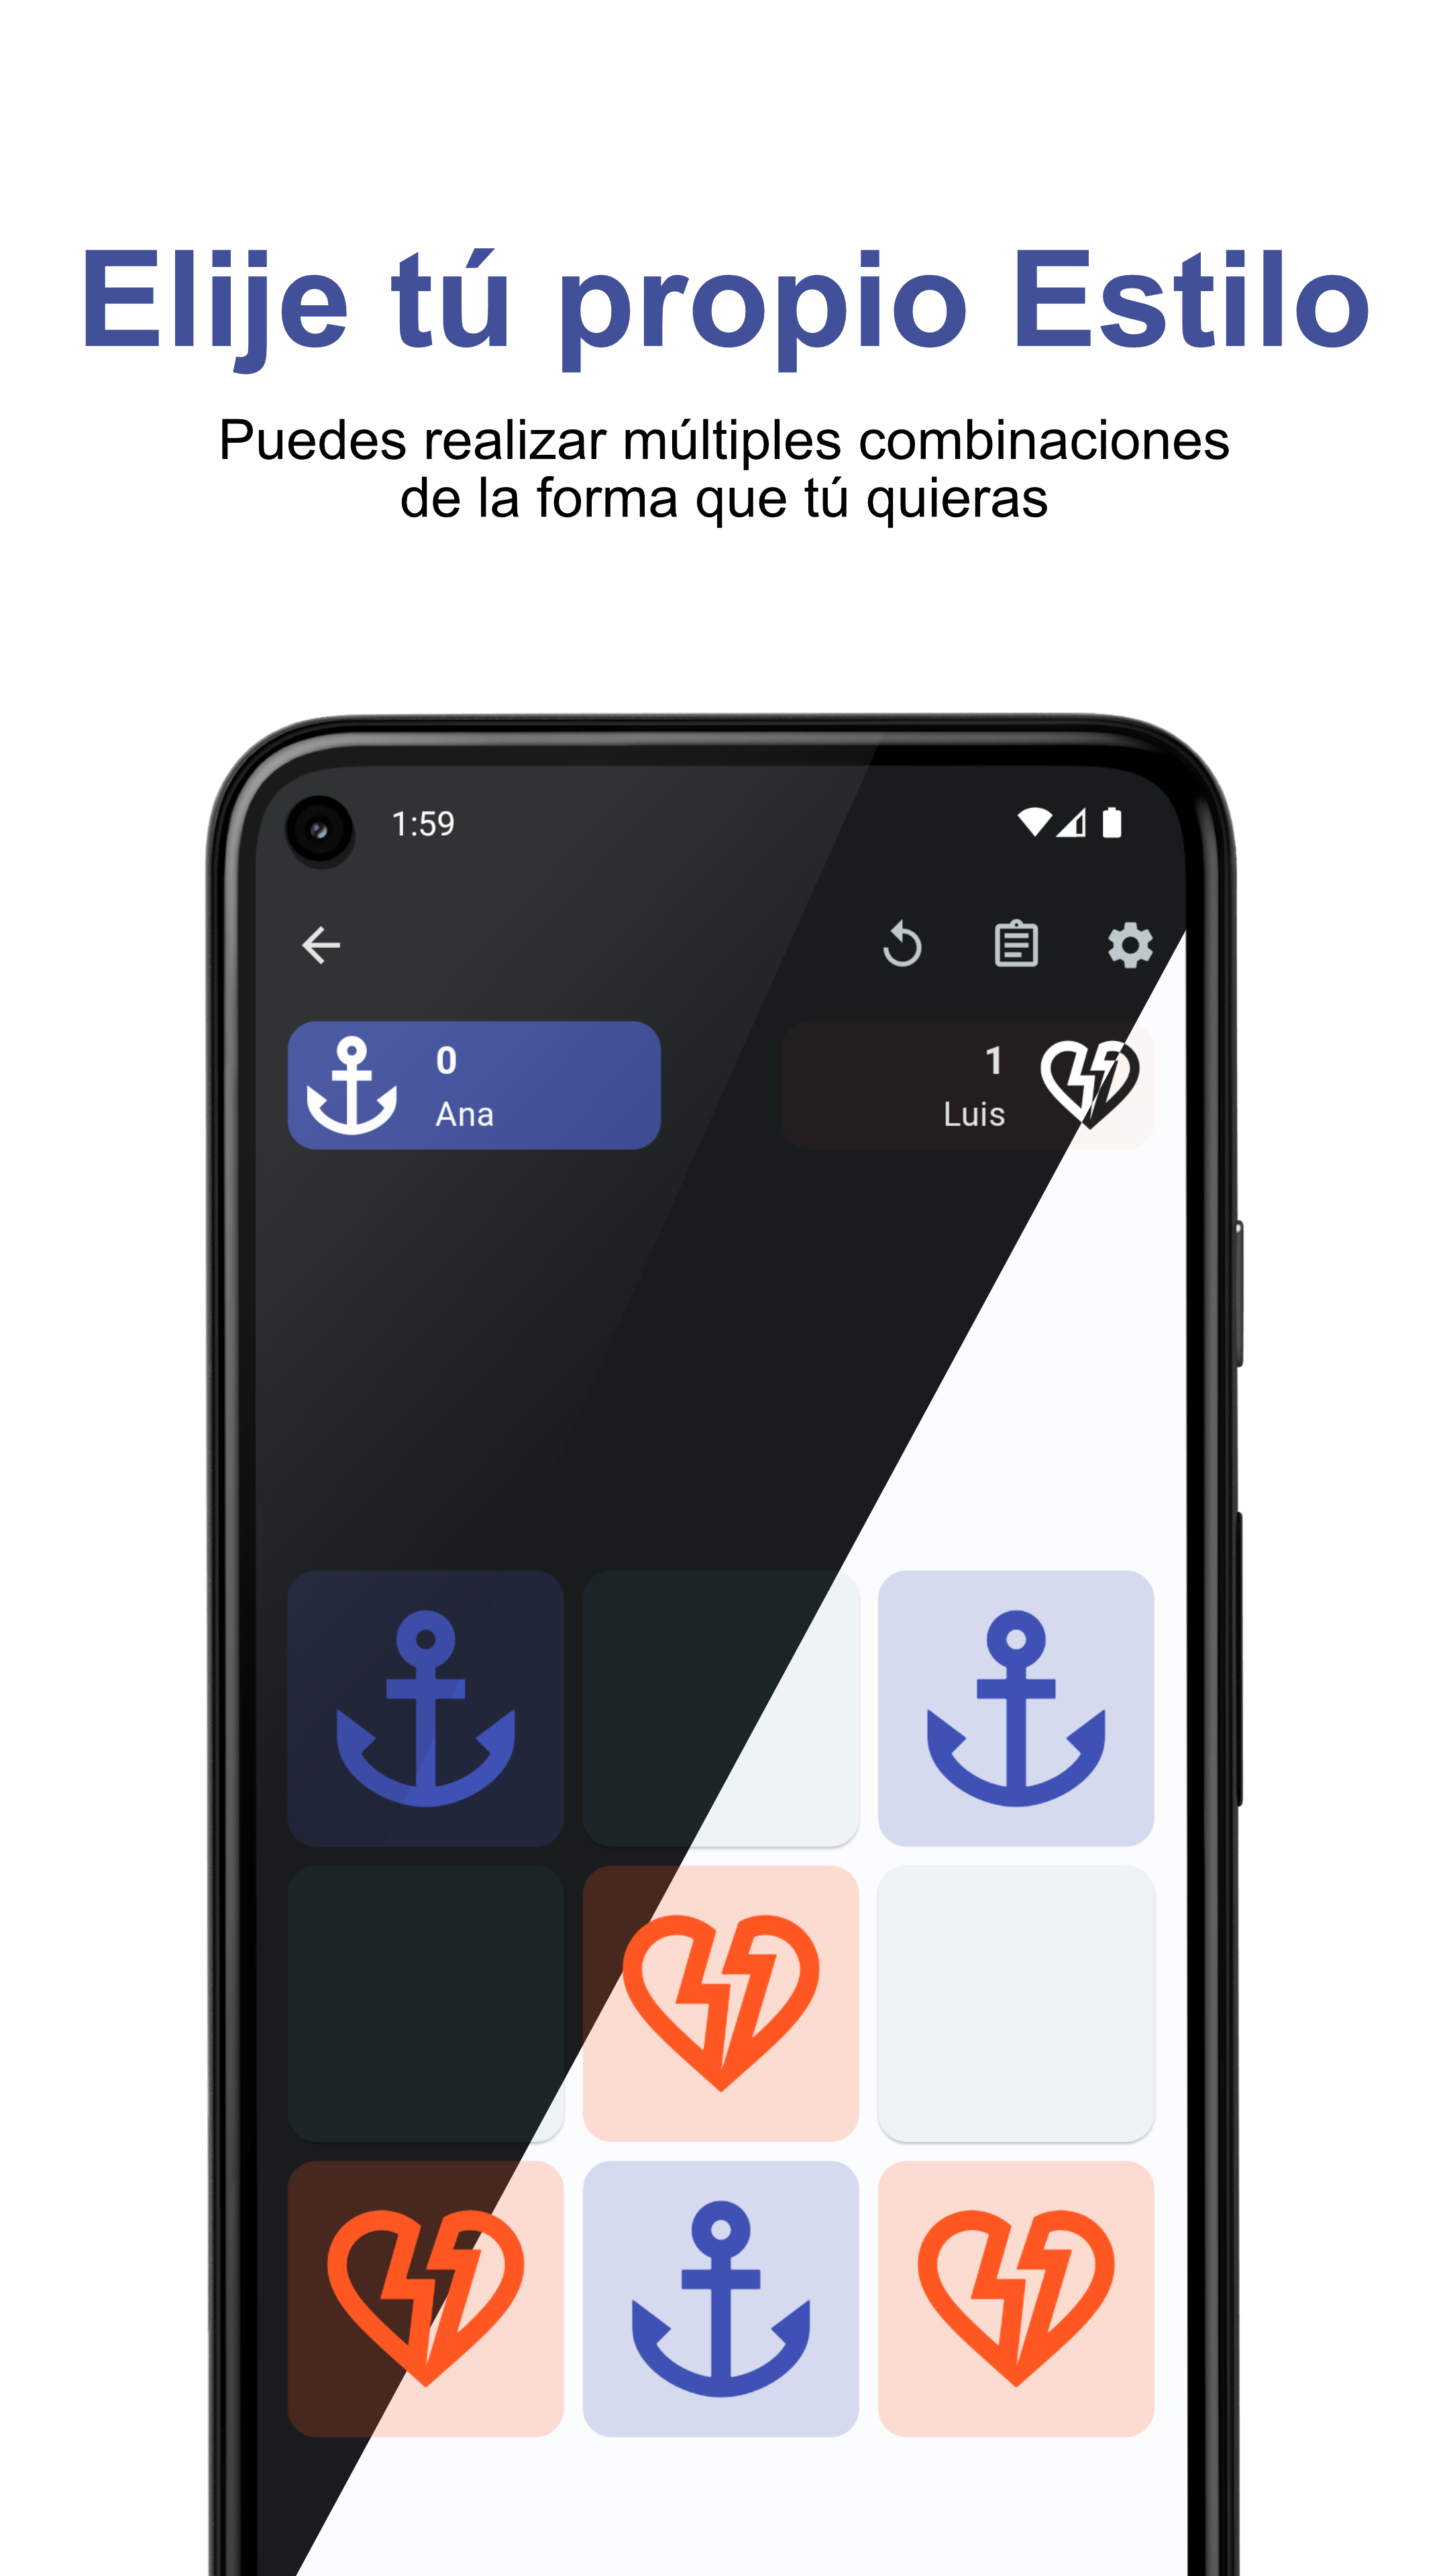 Elije tú propio Estilo
Puedes realizar múltiples combinaciones
de la forma que tú quieras
1:59
0
Ana
1
Luis